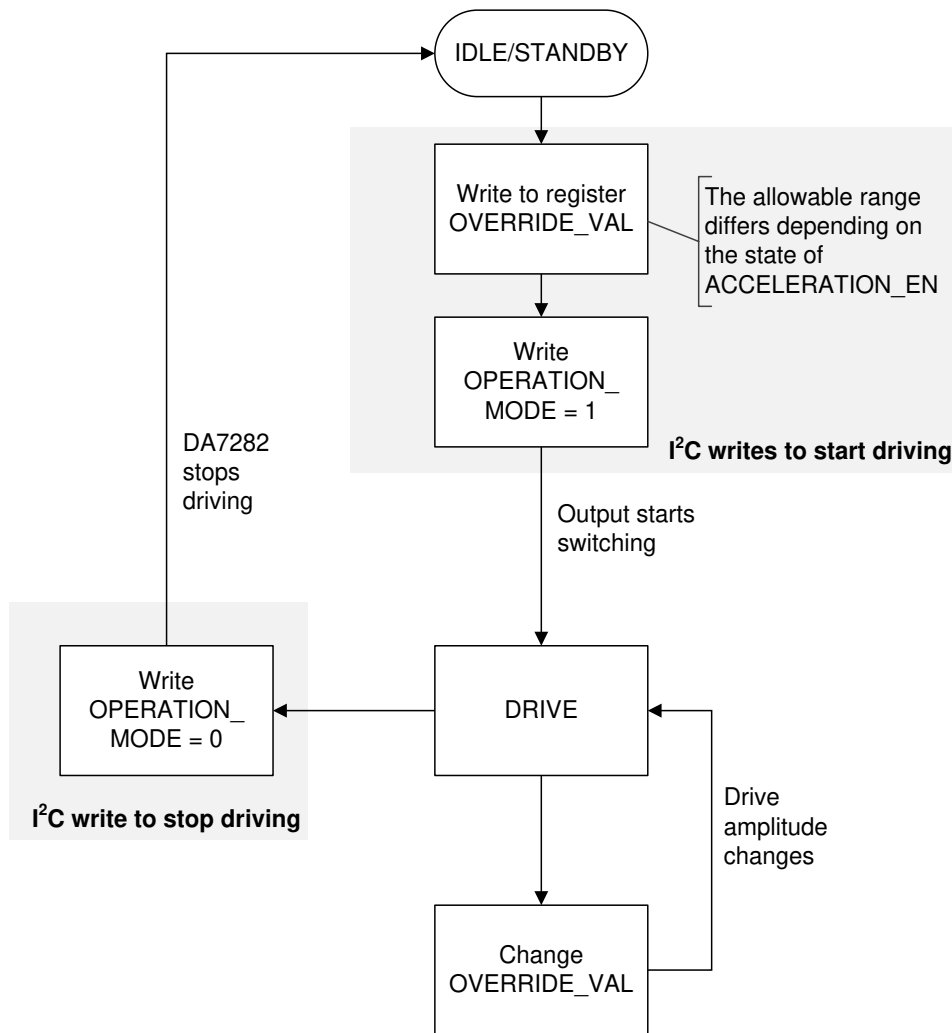 IDLE/STANDBY
Write to register
OVERRIDE_VAL
The allowable range
differs depending on
the state of
ACCELERATION_EN
Write
OPERATION_
MODE = 1
I²C writes to start driving
DA7282
stops
driving
Output starts
switching
Write
OPERATION_
MODE = 0
I²C write to stop driving
DRIVE
Drive
amplitude
changes
Change
OVERRIDE_VAL